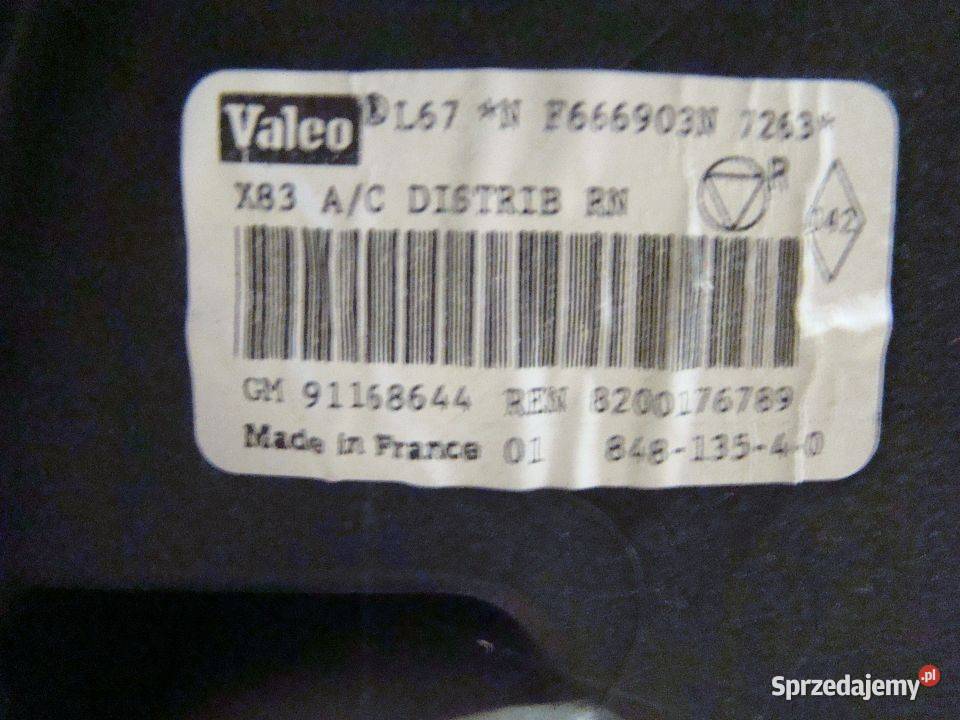 Valeo ® L67 *N F666903N 7263*
X83 A/C DISTRIB RN
R
GM 91168644 REN 8200176789
Made in France 01 848-135-4-0
Sprzedajemy.pl